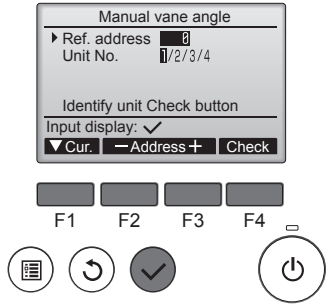 Manual vane angle
Ref. address 0
Unit No. 1/2/3/4
Identify unit Check button
Input display: ✓
▼Cur. −Address+ Check
F1 F2 F3 F4